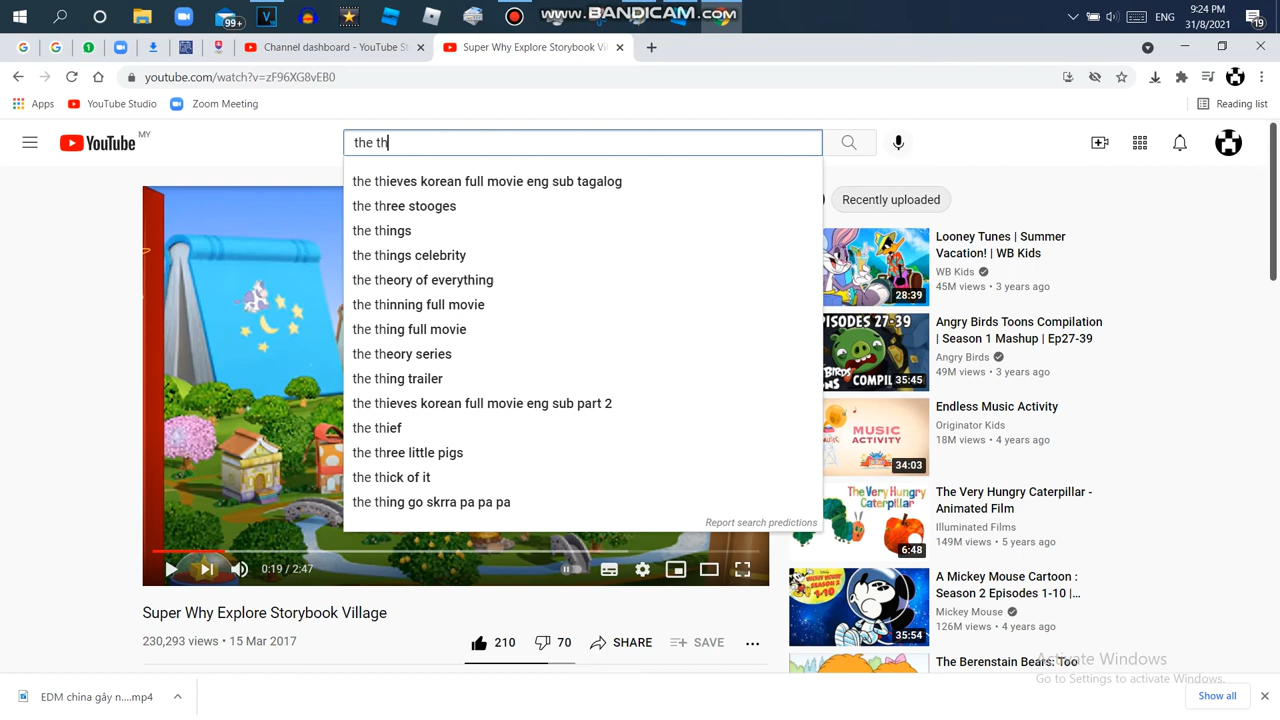 www.BANDICAM.com
99+
ENG
9:24 PM
31/8/2021
19
Channel dashboard - YouTube St
Super Why Explore Storybook Vil
youtube.com/watch?v=zF96XG8vEB0
Apps
YouTube Studio
Zoom Meeting
Reading list
YouTube MY
the th
the thieves korean full movie eng sub tagalog
the three stooges
the things
the things celebrity
the theory of everything
the thinning full movie
the thing full movie
the theory series
the thing trailer
the thieves korean full movie eng sub part 2
the thief
the three little pigs
the thick of it
the thing go skrra pa pa pa
Report search predictions
0:19 / 2:47
Super Why Explore Storybook Village
230,293 views • 15 Mar 2017
210
70
SHARE
SAVE
Recently uploaded
Looney Tunes | Summer
Vacation! | WB Kids
WB Kids
45M views • 3 years ago
28:39
Angry Birds Toons Compilation
| Season 1 Mashup | Ep27-39
Angry Birds
49M views • 3 years ago
35:45
Endless Music Activity
Originator Kids
18M views • 4 years ago
MUSIC
ACTIVITY
34:03
The Very Hungry Caterpillar -
Animated Film
Illuminated Films
149M views • 5 years ago
The Very Hungry
Caterpillar
6:48
A Mickey Mouse Cartoon :
Season 2 Episodes 1-10 |...
Mickey Mouse
126M views • 4 years ago
35:54
The Berenstain Bears: Too
Activate Windows
Go to Settings to activate Windows.
EDM china gây n....mp4
Show all